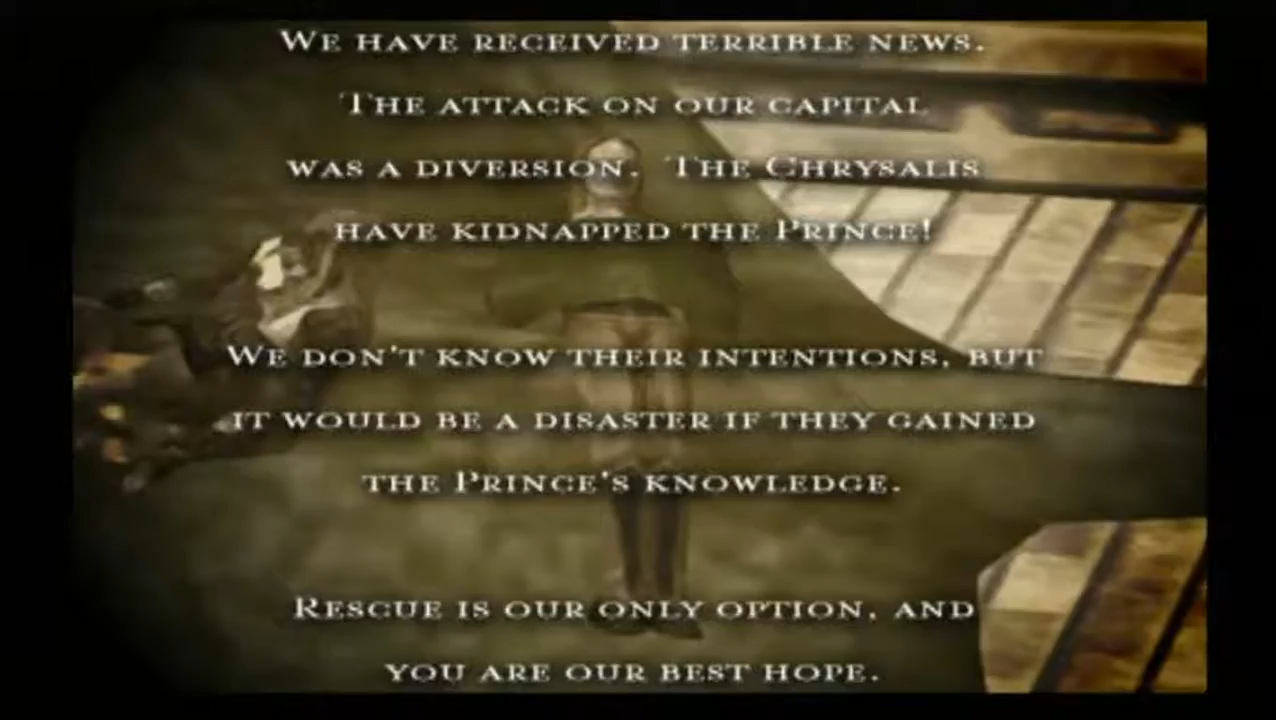 We have received terrible news.
The attack on our capital
was a diversion. The Chrysalis
have kidnapped the Prince!
We don't know their intentions, but
it would be a disaster if they gained
the Prince's knowledge.
Rescue is our only option, and
you are our best hope.